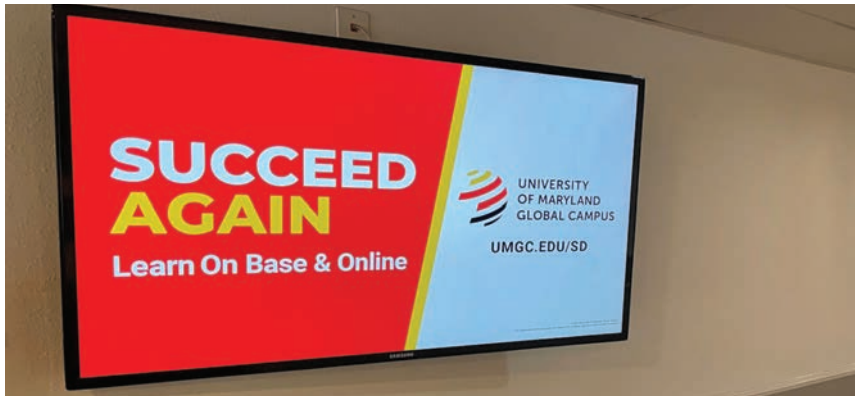 SUCCEED
AGAIN
Learn On Base & Online
UNIVERSITY
OF MARYLAND
GLOBAL CAMPUS
UMGC.EDU/SD
SAMSUNG